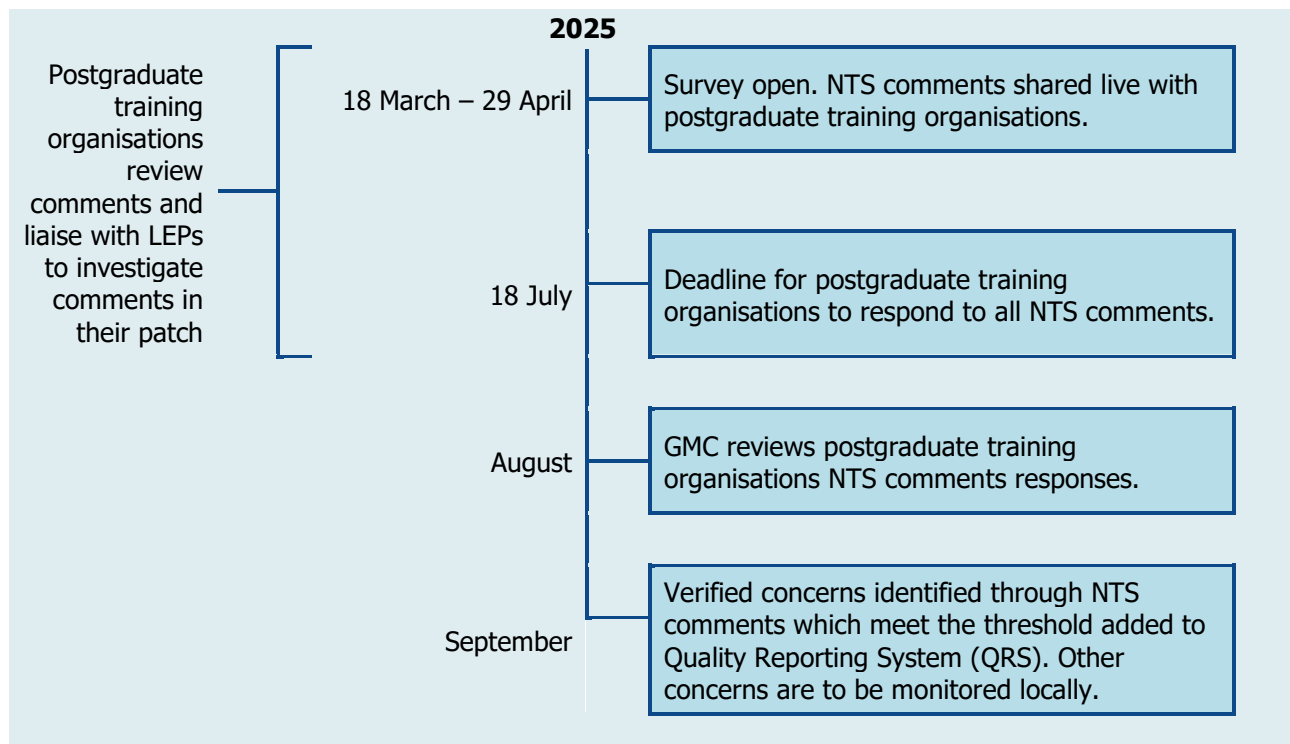 2025
Postgraduate
training
organisations
review
comments and
liaise with LEPs
to investigate
comments in
their patch
18 March – 29 April
Survey open. NTS comments shared live with
postgraduate training organisations.
18 July
Deadline for postgraduate training
organisations to respond to all NTS comments.
August
GMC reviews postgraduate training
organisations NTS comments responses.
September
Verified concerns identified through NTS
comments which meet the threshold added to
Quality Reporting System (QRS). Other
concerns are to be monitored locally.